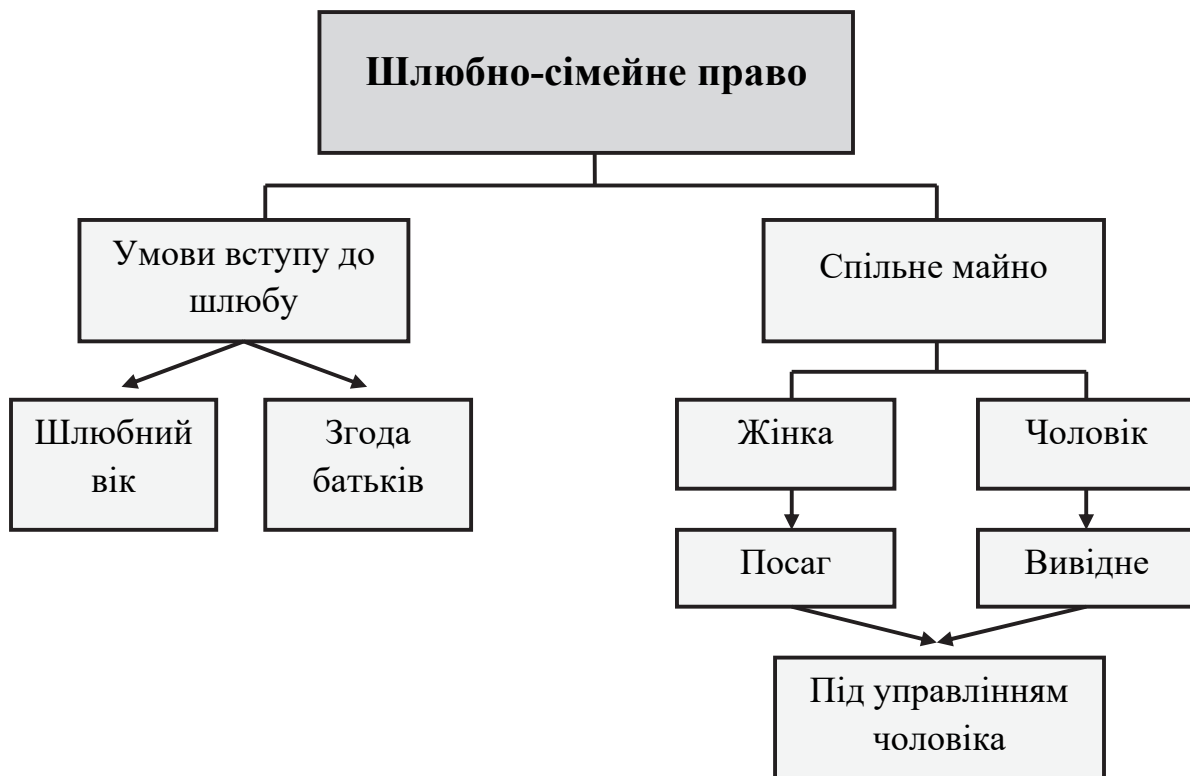 Шлюбно-сімейне право
Умови вступу до
шлюбу
Спільне майно
Шлюбний
вік
Згода
батьків
Жінка
Чоловік
Посаг
Вивідне
Під управлінням
чоловіка